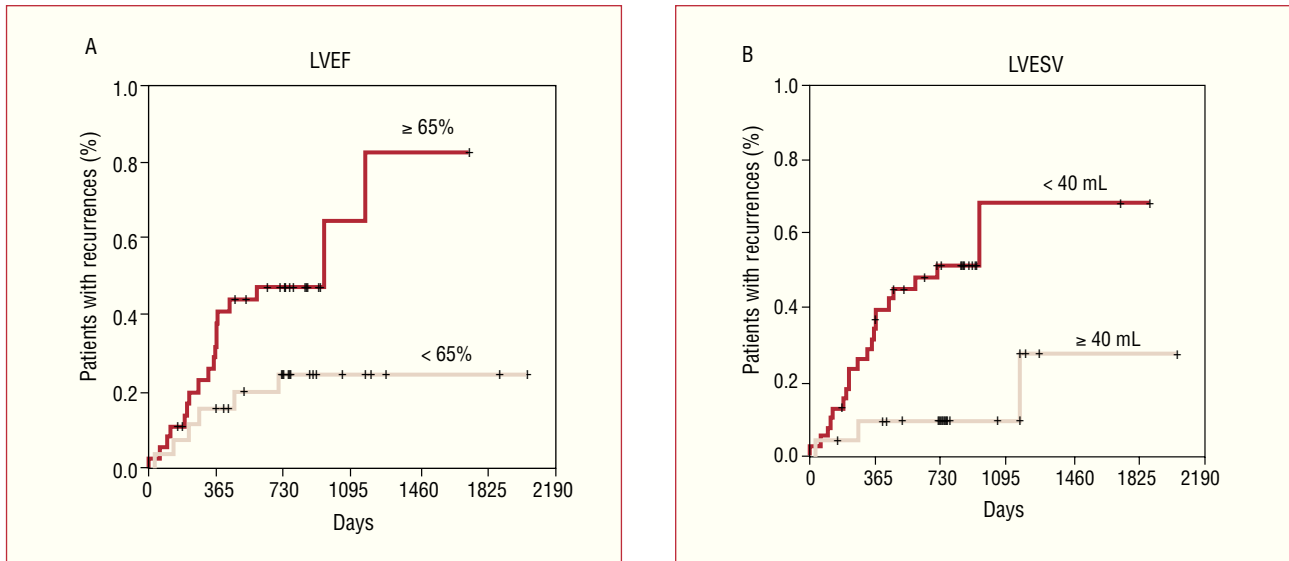 A
LVEF
Patients with recurrences (%)
1.0
0.8
0.6
0.4
0.2
0.0
≥ 65%
< 65%
0 365 730 1095 1460 1825 2190
Days
B
LVESV
Patients with recurrences (%)
1.0
0.8
0.6
0.4
0.2
0.0
< 40 mL
≥ 40 mL
0 365 730 1095 1460 1825 2190
Days